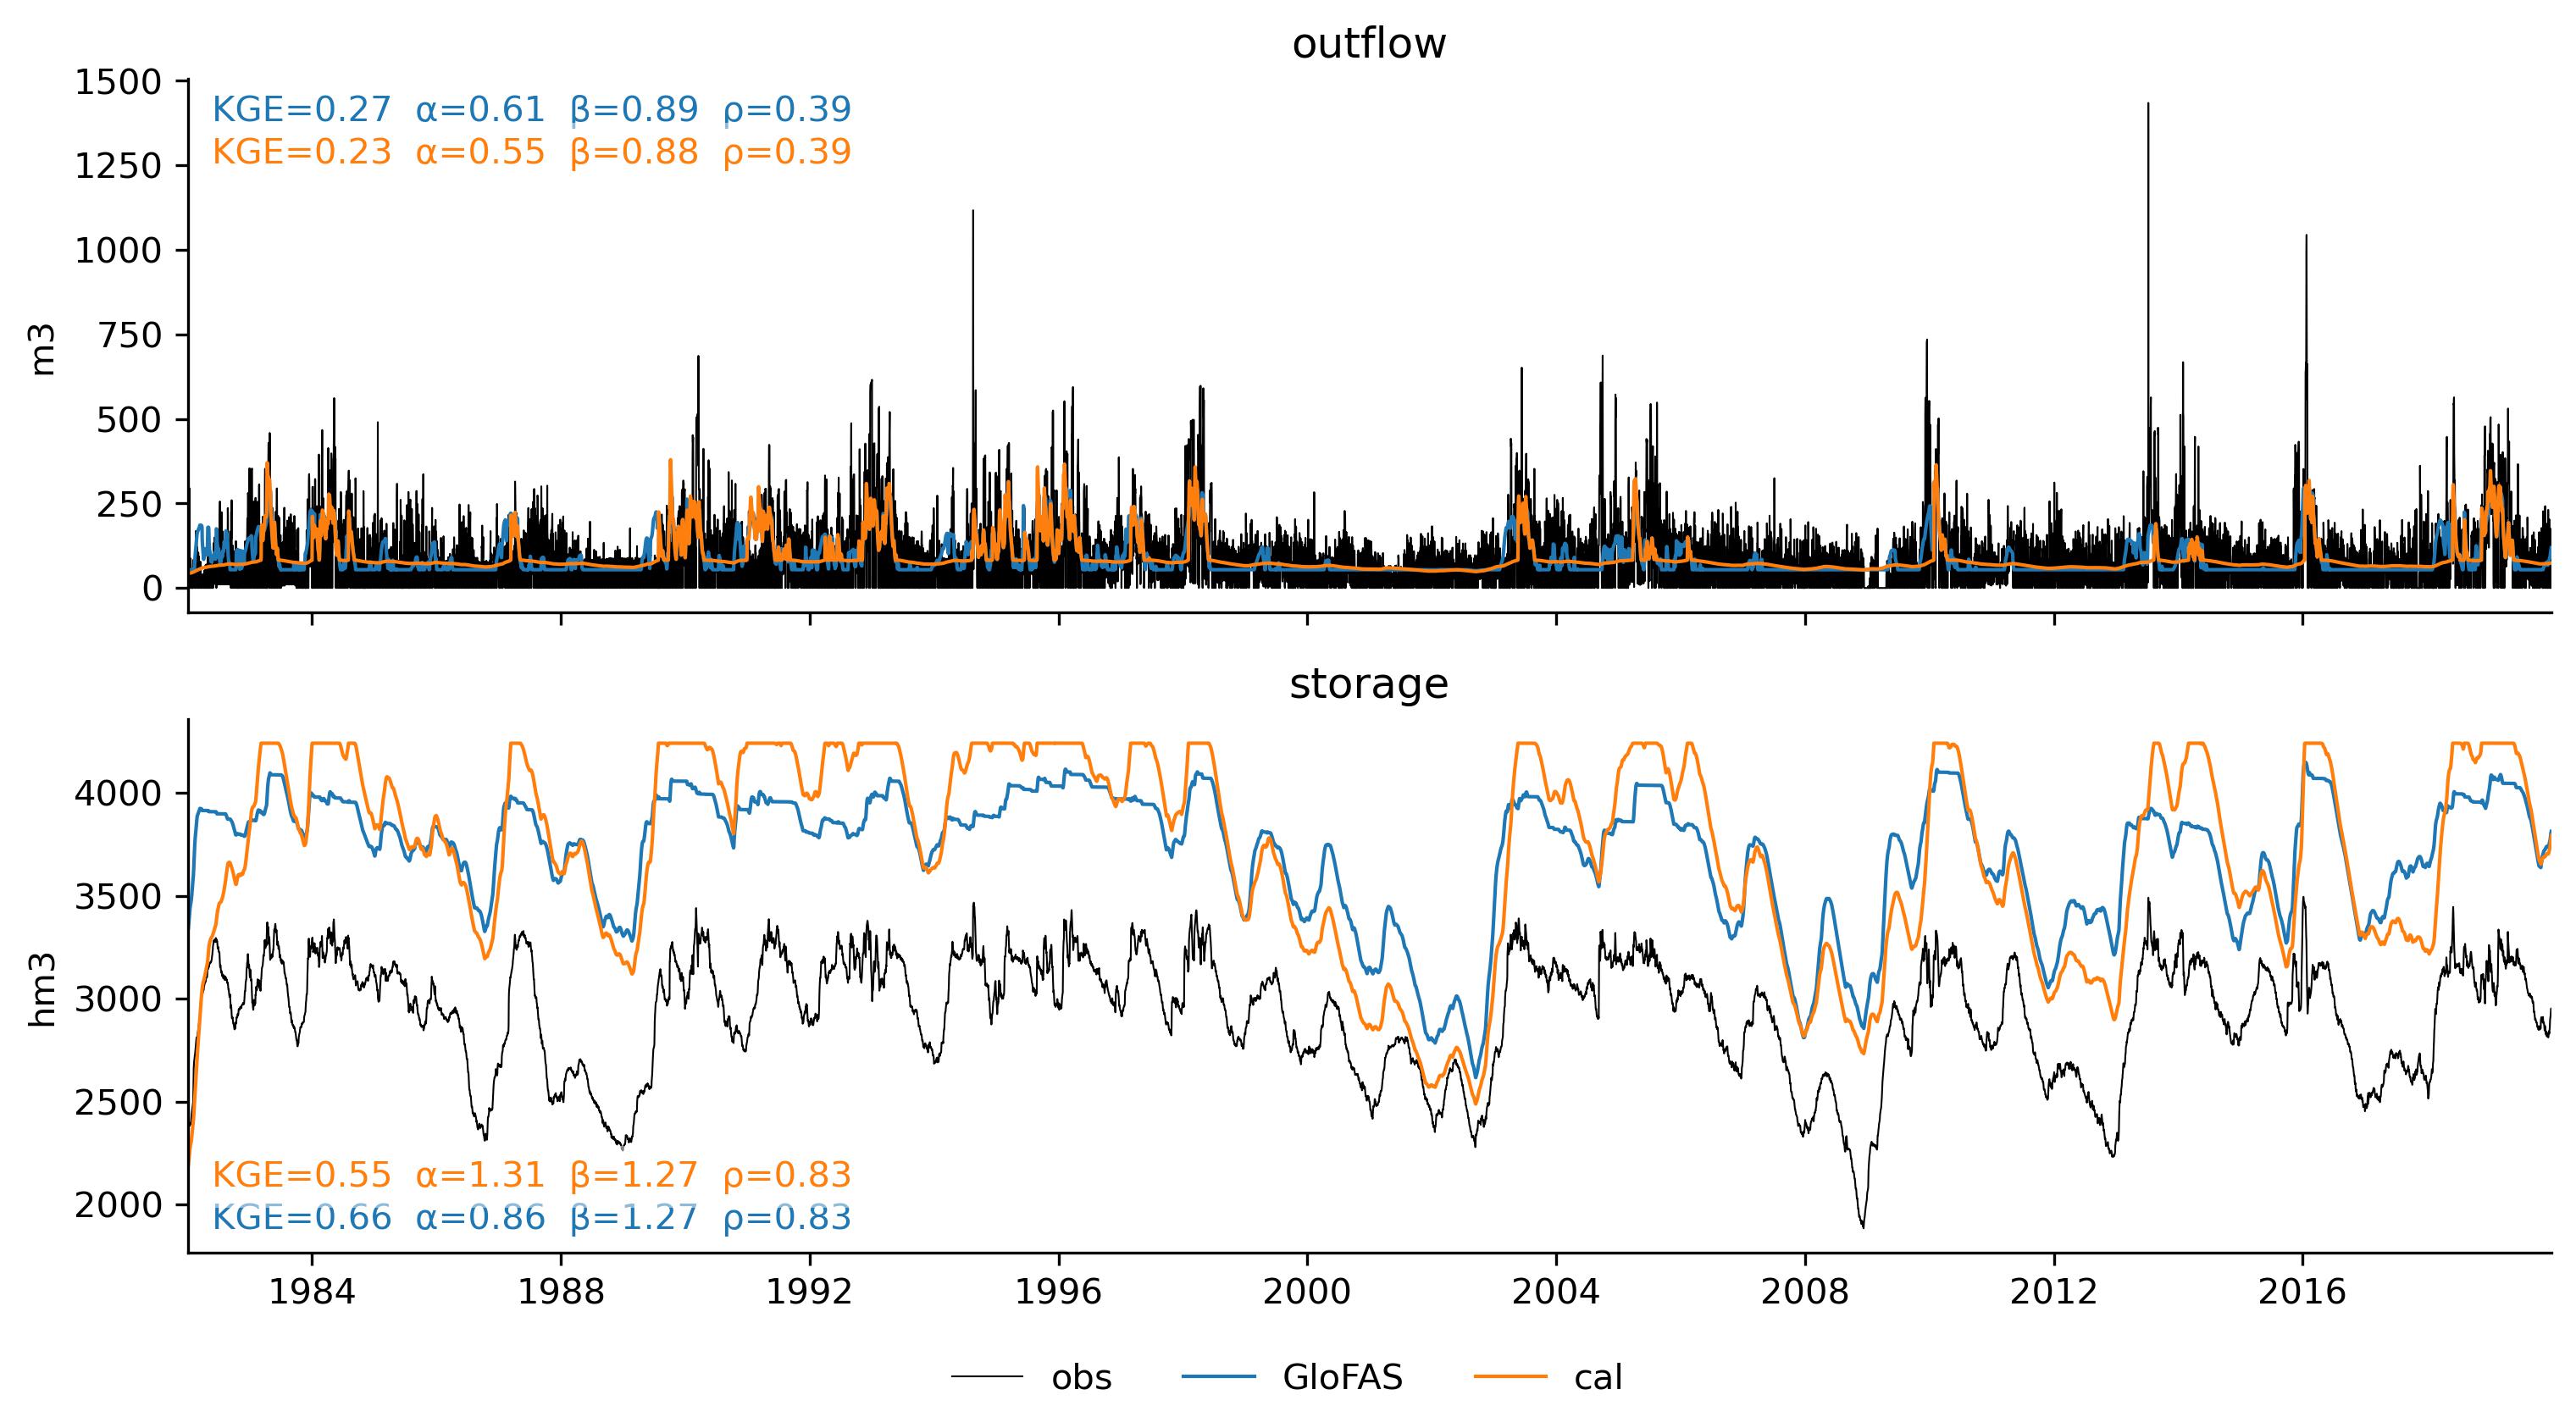 outflow
1500
KGE=0.27 α=0.61 β=0.89 ρ=0.39
KGE=0.23 α=0.55 β=0.88 ρ=0.39
1250
1000
750
m3
500
250
0
storage
4000
3500
hm3
3000
2500
KGE=0.55 α=1.31 β=1.27 ρ=0.83
2000
KGE=0.66 α=0.86 β=1.27 ρ=0.83
1984 1988 1992 1996 2000 2004 2008 2012 2016
obs GloFAS cal